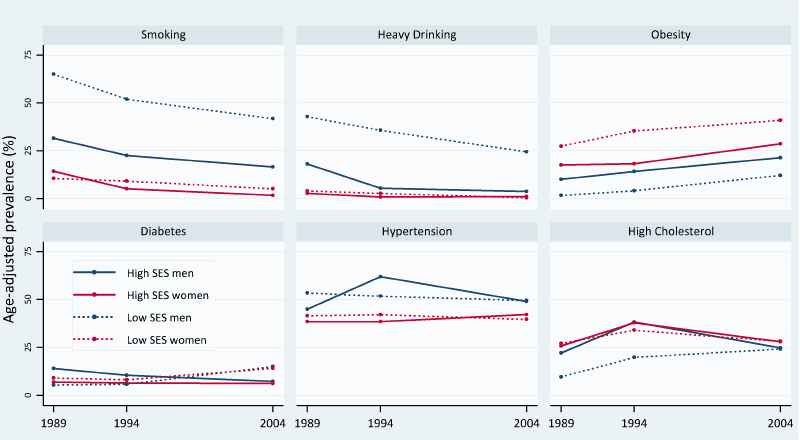 Smoking
Heavy Drinking
Obesity
75
50
25
0
Age-adjusted prevalence (%)
Diabetes
Hypertension
High Cholesterol
75
50
25
0
High SES men
High SES women
Low SES men
Low SES women
1989 1994 2004
1989 1994 2004
1989 1994 2004